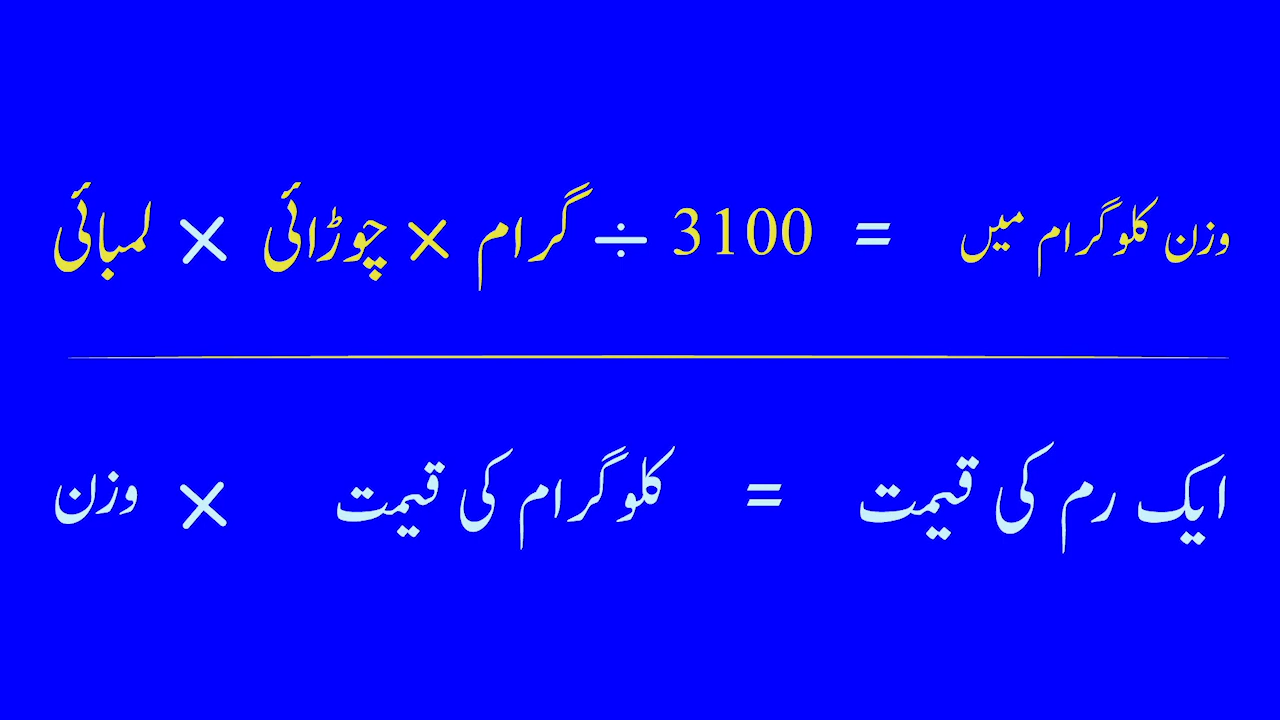 لمبائی × چوڑائی × گرام ÷ 3100 = وزن کلوگرام میں
وزن × کلوگرام کی قیمت = ایک رم کی قیمت